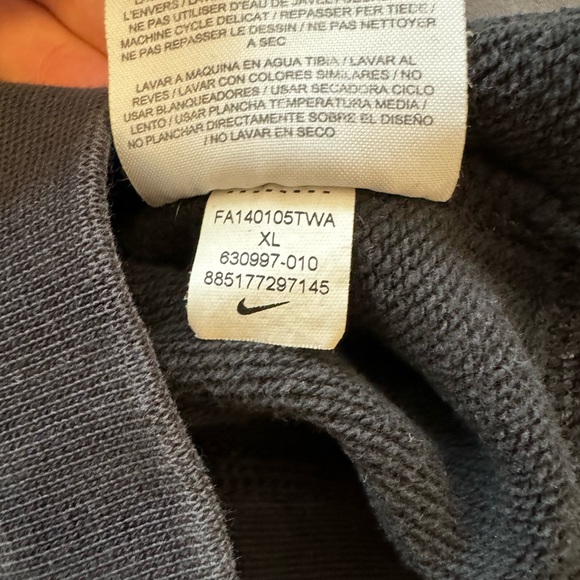 L'ENVERS / LAVER
NE PAS UTILISER D'EAU DE JAVEL
MACHINE CYCLE DELICAT / REPASSER FER TIEDE /
NE PAS REPASSER LE DESSIN / NE PAS NETTOYER
A SEC
LAVAR A MAQUINA EN AGUA TIBIA / LAVAR AL
REVES / LAVAR CON COLORES SIMILARES / NO
USAR BLANQUEADORES / USAR SECADORA CICLO
LENTO / USAR PLANCHA TEMPERATURA MEDIA /
NO PLANCHAR DIRECTAMENTE SOBRE EL DISEÑO
/ NO LAVAR EN SECO
FA140105TWA
XL
630997-010
885177297145